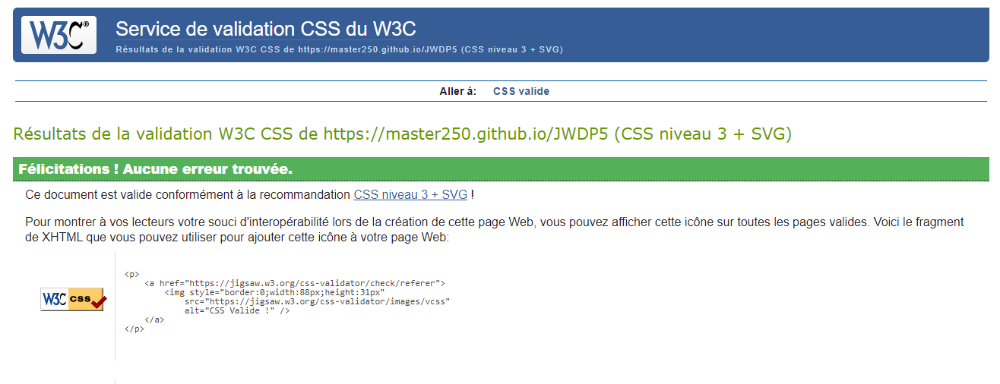 W3C®
Service de validation CSS du W3C
Résultats de la validation W3C CSS de https://master250.github.io/JWDP5 (CSS niveau 3 + SVG)
Aller à: CSS valide
Résultats de la validation W3C CSS de https://master250.github.io/JWDP5 (CSS niveau 3 + SVG)
Félicitations ! Aucune erreur trouvée.
Ce document est valide conformément à la recommandation CSS niveau 3 + SVG !
Pour montrer à vos lecteurs votre souci d'interopérabilité lors de la création de cette page Web, vous pouvez afficher cette icône sur toutes les pages valides. Voici le fragment
de XHTML que vous pouvez utiliser pour ajouter cette icône à votre page Web:
W3C css
<p>
    <a href="https://jigsaw.w3.org/css-validator/check/referer">
        <img style="border:0;width:88px;height:31px"
            src="https://jigsaw.w3.org/css-validator/images/vcss"
            alt="CSS Valide !" />
    </a>
</p>